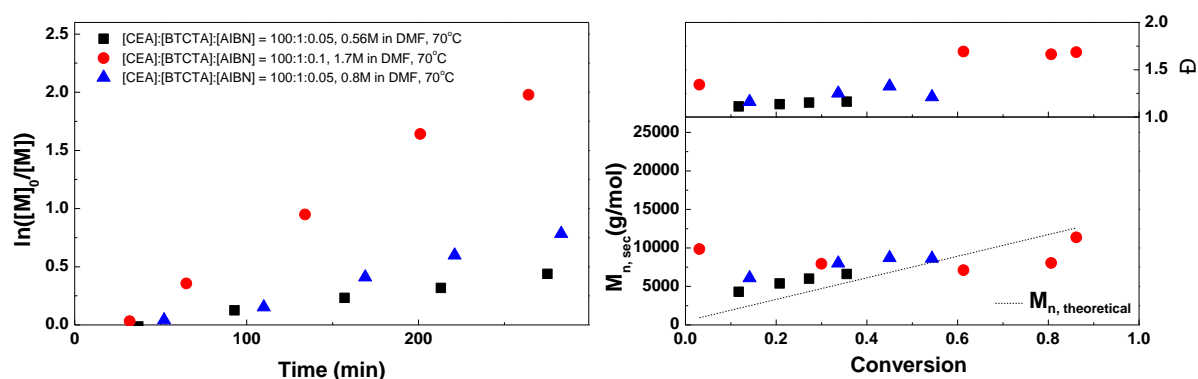 2.5
2.0
1.5
1.0
0.5
0.0
ln([M]₀/[M])
[CEA]:[BTCTA]:[AIBN] = 100:1:0.05, 0.56M in DMF, 70°C
[CEA]:[BTCTA]:[AIBN] = 100:1:0.1, 1.7M in DMF, 70°C
[CEA]:[BTCTA]:[AIBN] = 100:1:0.05, 0.8M in DMF, 70°C
100
200
Time (min)
2.0
1.5
1.0
Đ
25000
20000
15000
10000
5000
0
Mn, sec(g/mol)
Mn, theoretical
0.0 0.2 0.4 0.6 0.8 1.0
Conversion